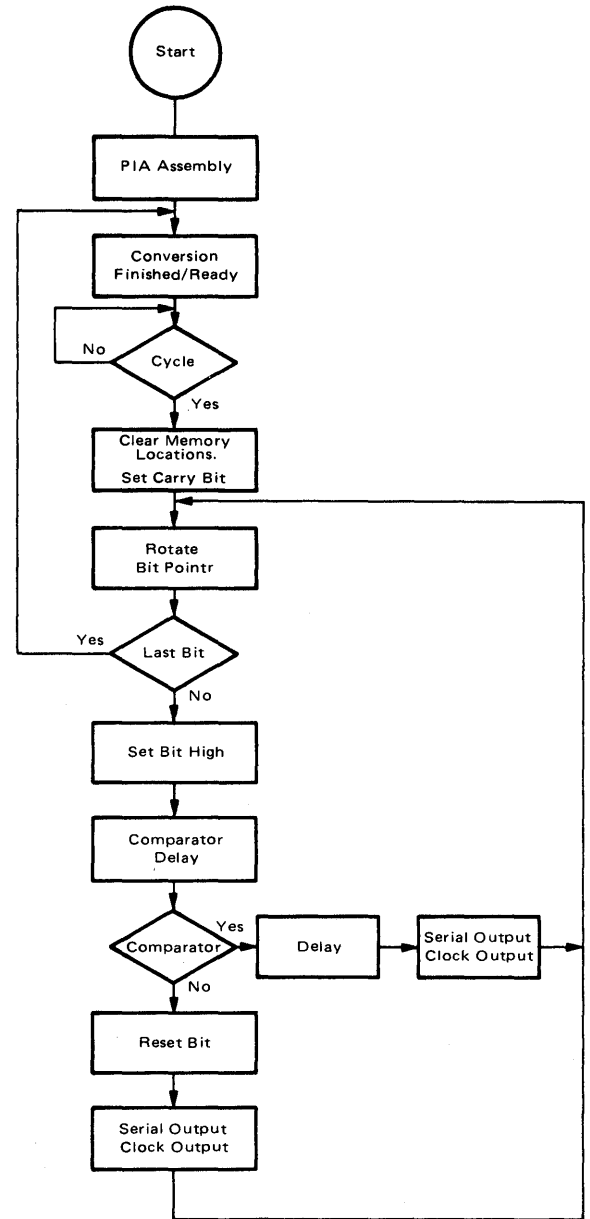 Start
PIA Assembly
Conversion
Finished/Ready
No
Cycle
Yes
Clear Memory
Locations.
Set Carry Bit
Rotate
Bit Pointr
Yes
Last Bit
No
Set Bit High
Comparator
Delay
Comparator
Yes
Delay
Serial Output
Clock Output
No
Reset Bit
Serial Output
Clock Output